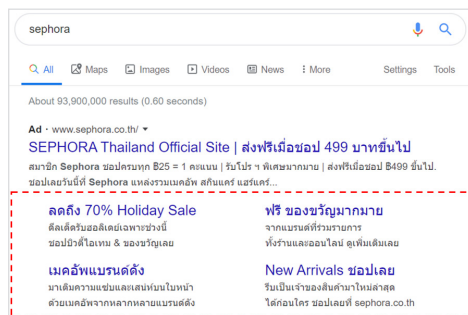 sephora
All Maps Images Videos News More Settings Tools
About 93,900,000 results (0.60 seconds)
Ad · www.sephora.co.th/
SEPHORA Thailand Official Site | ส่งฟรีเมื่อชอป 499 บาทขึ้นไป
สมาชิก Sephora ชอปครบทุก ฿25 = 1 คะแนน | รับโปร ฯ พิเศษมากมาย | ส่งฟรีเมื่อชอป ฿499 ขึ้นไป.
ชอปเลยวันนี้ที่ Sephora แหล่งรวมเมคอัพ สกินแคร์ แฮร์แคร์...
ลดถึง 70% Holiday Sale
ดีลเด็ดรับฮอลิเดย์เฉพาะช่วงนี้
ชอปบิวตี้ไอเทม & ของขวัญเลย
ฟรี ของขวัญมากมาย
จากแบรนด์ที่ร่วมรายการ
ทั้งร้านและออนไลน์ ดูเพิ่มเติมเลย
เมคอัพแบรนด์ดัง
มาเติมความแซ่บและเสน่ห์บนใบหน้า
ด้วยเมคอัพจากหลากหลายแบรนด์ดัง
New Arrivals ชอปเลย
รีบเป็นเจ้าของสินค้ามาใหม่ล่าสุด
ได้ก่อนใคร ชอปเลยที่ sephora.co.th